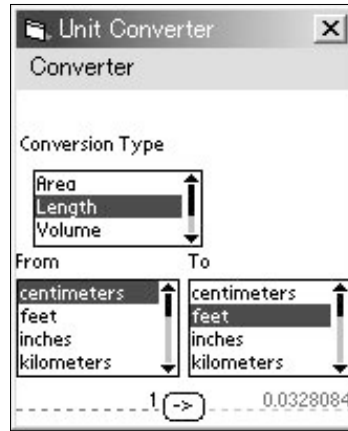 Unit Converter
Converter
Conversion Type
Area
Length
Volume
From To
centimeters centimeters
feet feet
inches inches
kilometers kilometers
1 -> 0.0328084